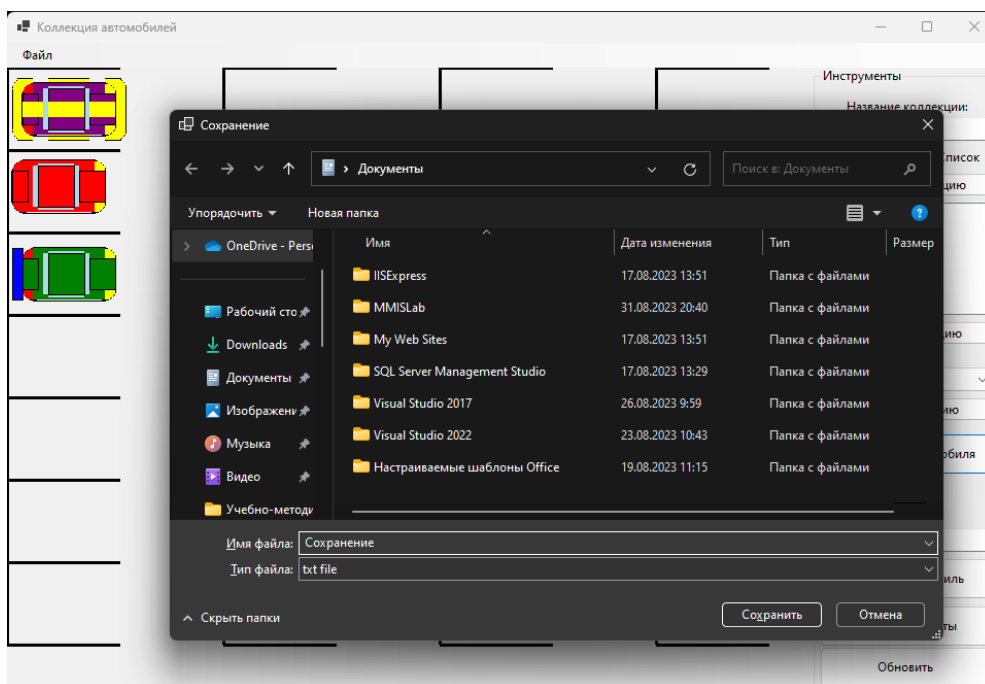 Коллекция автомобилей
Файл
Инструменты
Название коллекции:
Сохранение
Список
Документы
Поиск в: Документы
Упорядочить
Новая папка
OneDrive - Pers
Имя
Дата изменения
Тип
Размер
IISExpress 17.08.2023 13:51 Папка с файлами
Рабочий сто
MMISLab 31.08.2023 20:40 Папка с файлами
Downloads
My Web Sites 17.08.2023 13:51 Папка с файлами
Документы
SQL Server Management Studio 17.08.2023 13:29 Папка с файлами
Изображени
Visual Studio 2017 26.08.2023 9:59 Папка с файлами
Музыка
Visual Studio 2022 23.08.2023 10:43 Папка с файлами
Видео
Настраиваемые шаблоны Office 19.08.2023 11:15 Папка с файлами
Учебно-методи
Имя файла: Сохранение
Тип файла: txt file
Скрыть папки
Сохранить
Отмена
Обновить